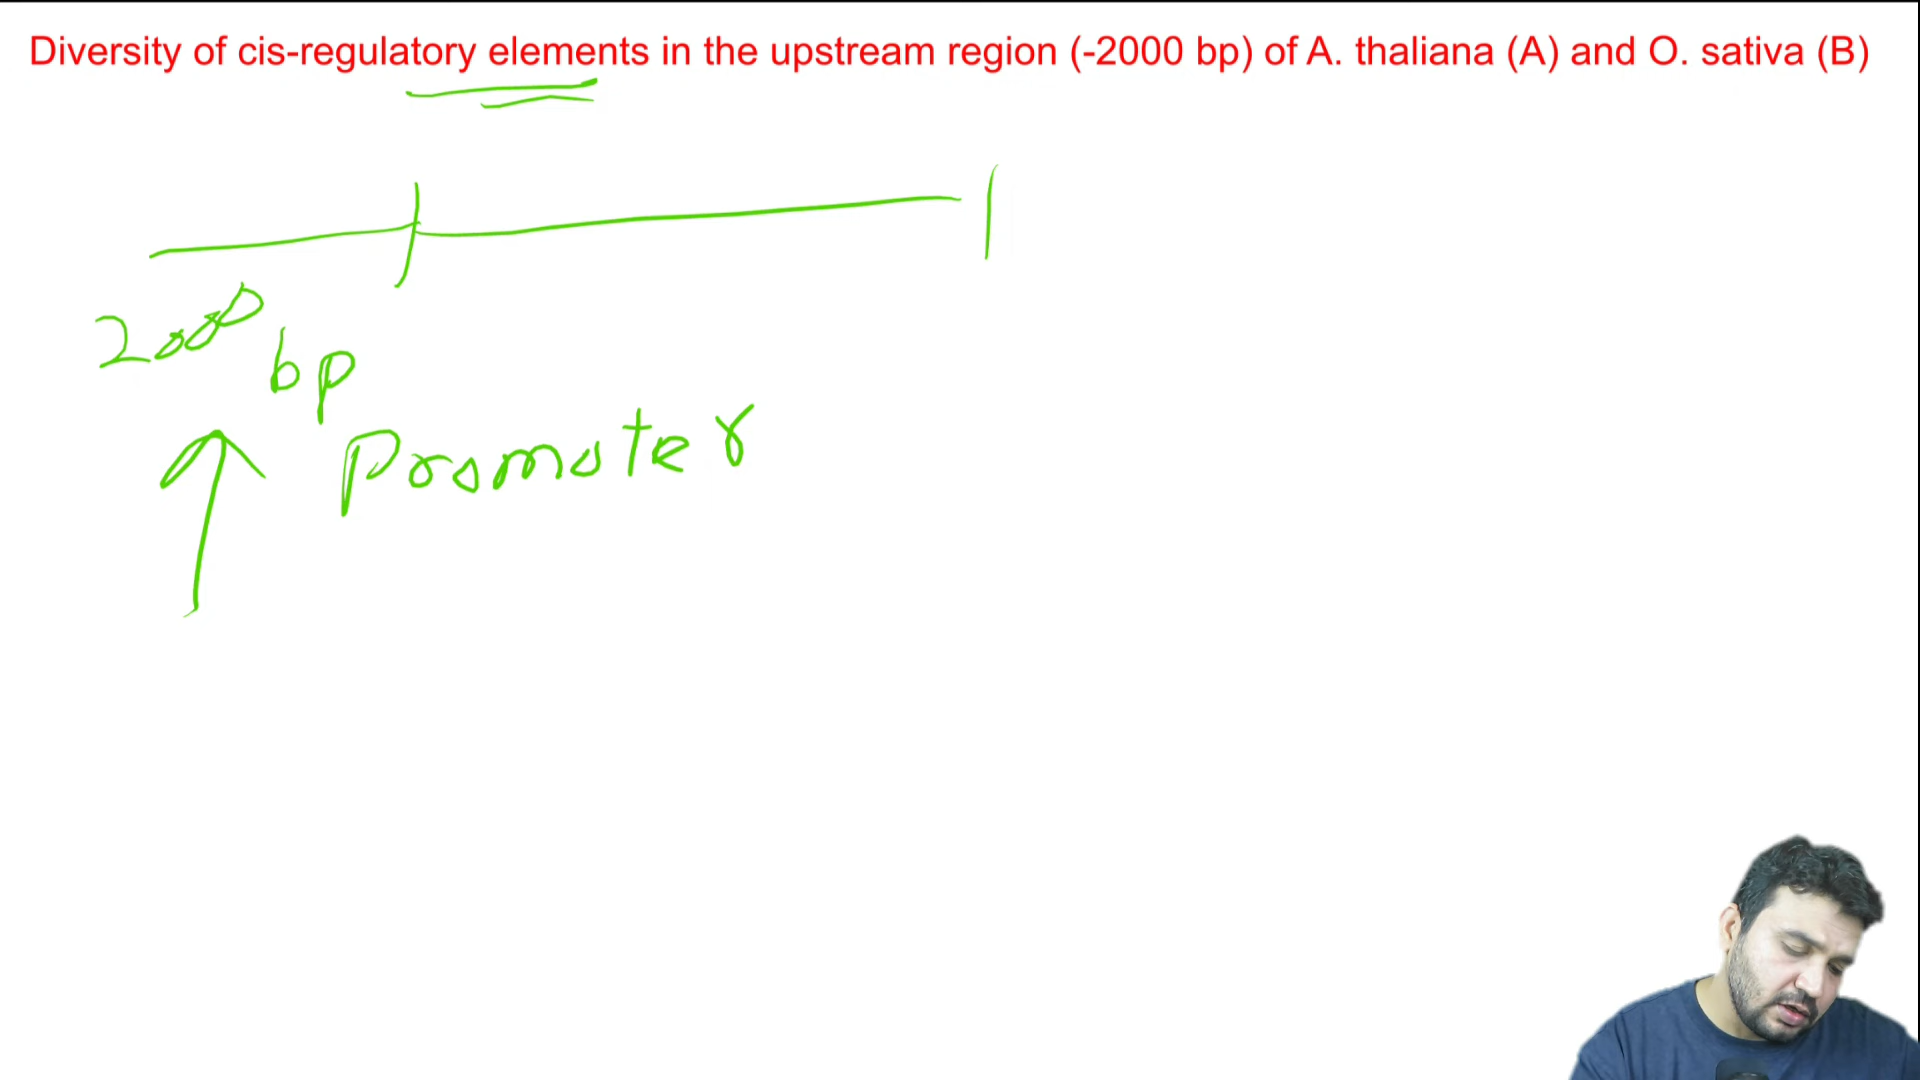 Diversity of cis-regulatory elements in the upstream region (-2000 bp) of A. thaliana (A) and O. sativa (B)
2000 bp
Promoter